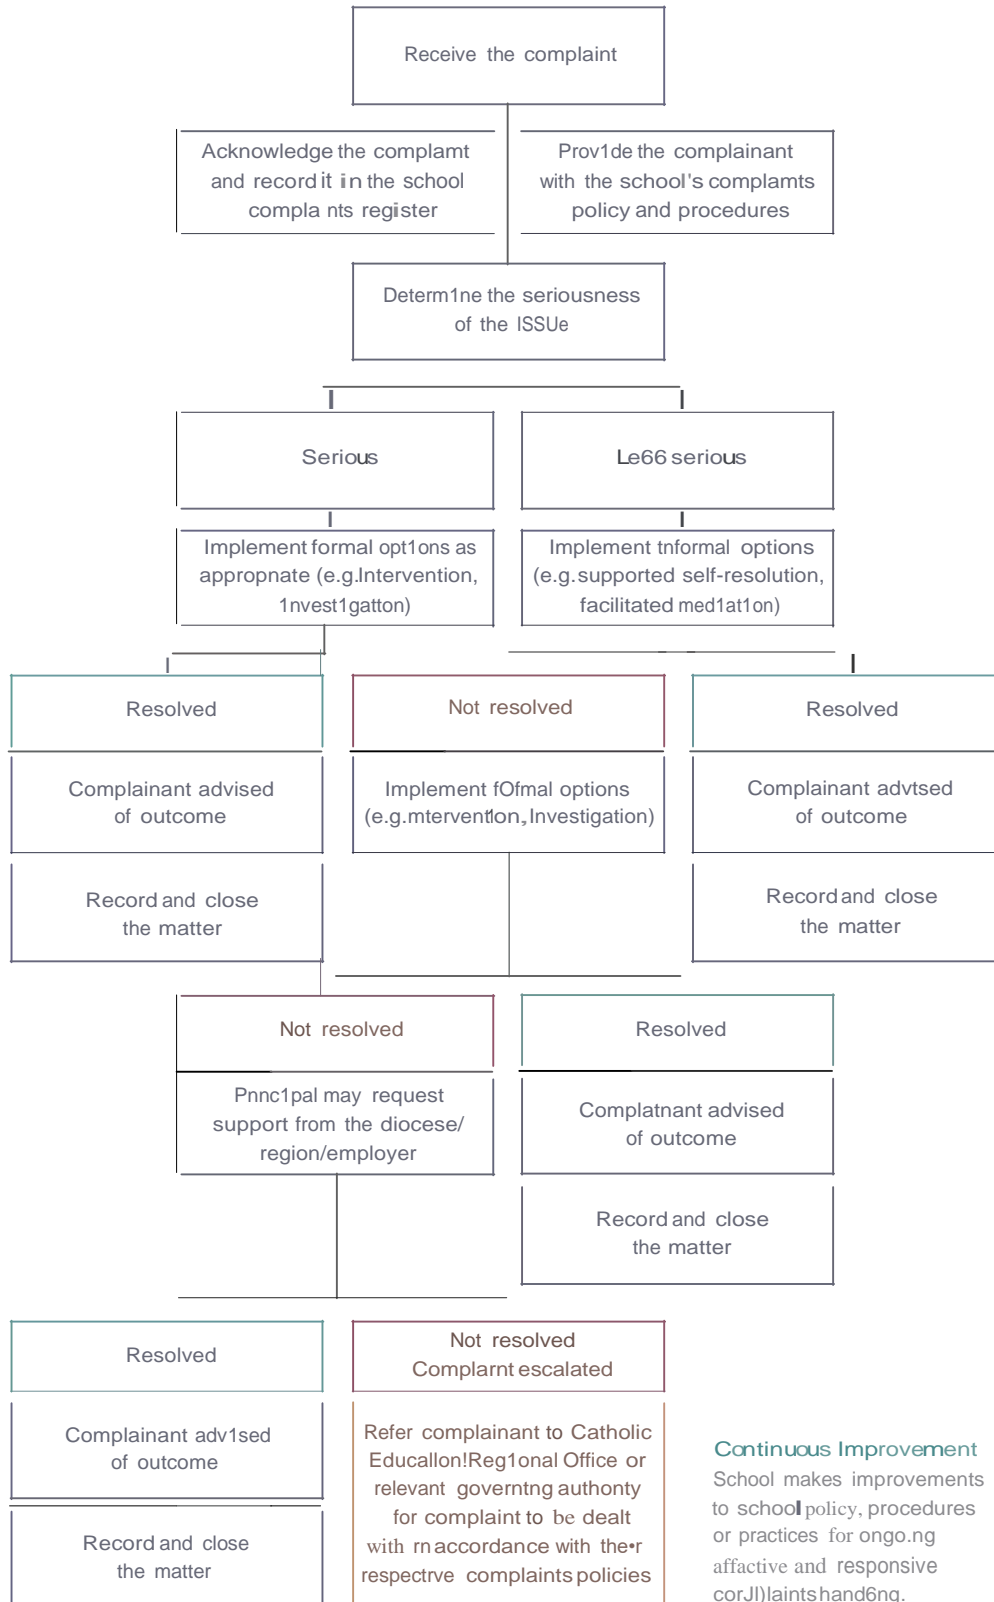 Receive the complaint
Acknowledge the complamt
and record it in the school
compla nts register
Prov1de the complainant
with the school's complamts
policy and procedures
Determ1ne the seriousness
of the ISSUe
Serious
Le66 serious
Implement formal opt1ons as
appropnate (e.g.Intervention,
1nvest1gatton)
Implement tnformal options
(e.g.supported self-resolution,
facilitated med1at1on)
Resolved
Not resolved
Resolved
Complainant advised
of outcome
Implement fOfmal options
(e.g.mtervent1on,Investigation)
Complainant advtsed
of outcome
Record and close
the matter
Record and close
the matter
Not resolved
Resolved
Pnnc1pal may request
support from the diocese/
region/employer
Complatnant advised
of outcome
Record and close
the matter
Resolved
Not resolved
Complarnt escalated
Complainant adv1sed
of outcome
Refer complainant to Catholic
Educallon!Reg1onal Office or
relevant governtng authonty
for complaint to be dealt
with rn accordance with the•r
respectrve complaints policies
Record and close
the matter
Continuous Improvement
School makes improvements
to school policy, procedures
or practices for ongo.ng
affactive and responsive
corJl)laints hand6ng.